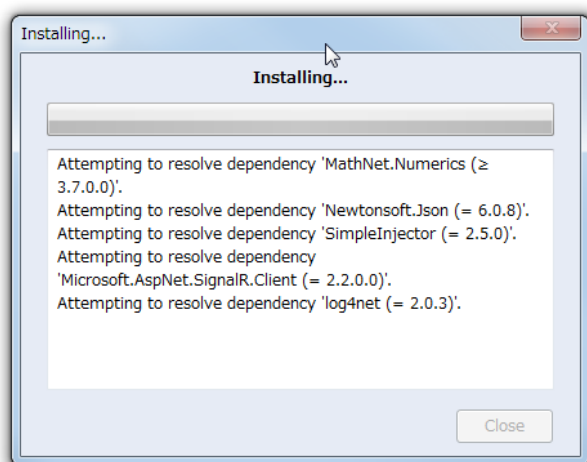 Installing...
Installing...
Attempting to resolve dependency 'MathNet.Numerics (≥
3.7.0.0)'.
Attempting to resolve dependency 'Newtonsoft.Json (= 6.0.8)'.
Attempting to resolve dependency 'SimpleInjector (= 2.5.0)'.
Attempting to resolve dependency
'Microsoft.AspNet.SignalR.Client (= 2.2.0.0)'.
Attempting to resolve dependency 'log4net (= 2.0.3)'.
Close